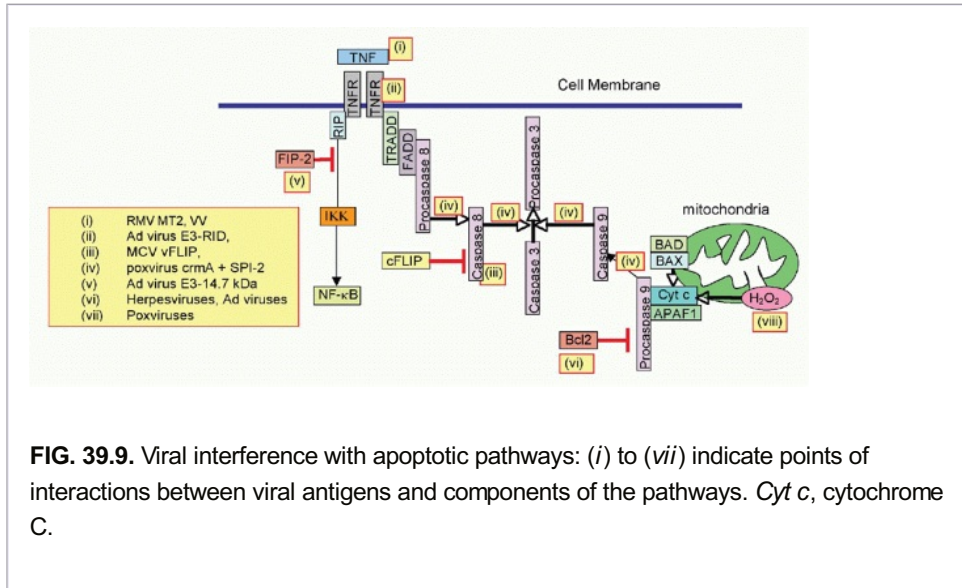 TNF
(i)
TNFR
TNFR
(ii)
Cell Membrane
RIP
TRADD
FADD
Procaspase 8
FIP-2
(v)
IKK
NF-κB
(iv)
Caspase 8
(iv)
Procaspase 3
(iv)
Caspase 3
Caspase 9
cFLIP
(iii)
mitochondria
BAD
BAX
(iv)
Cyt c
H₂O₂
APAF1
(viii)
Procaspase 9
Bcl2
(vi)
(i) RMV MT2, VV
(ii) Ad virus E3-RID,
(iii) MCV vFLIP,
(iv) poxvirus crmA + SPI-2
(v) Ad virus E3-14.7 kDa
(vi) Herpesviruses, Ad viruses
(vii) Poxviruses
FIG. 39.9. Viral interference with apoptotic pathways: (i) to (vii) indicate points of
interactions between viral antigens and components of the pathways. Cyt c, cytochrome
C.